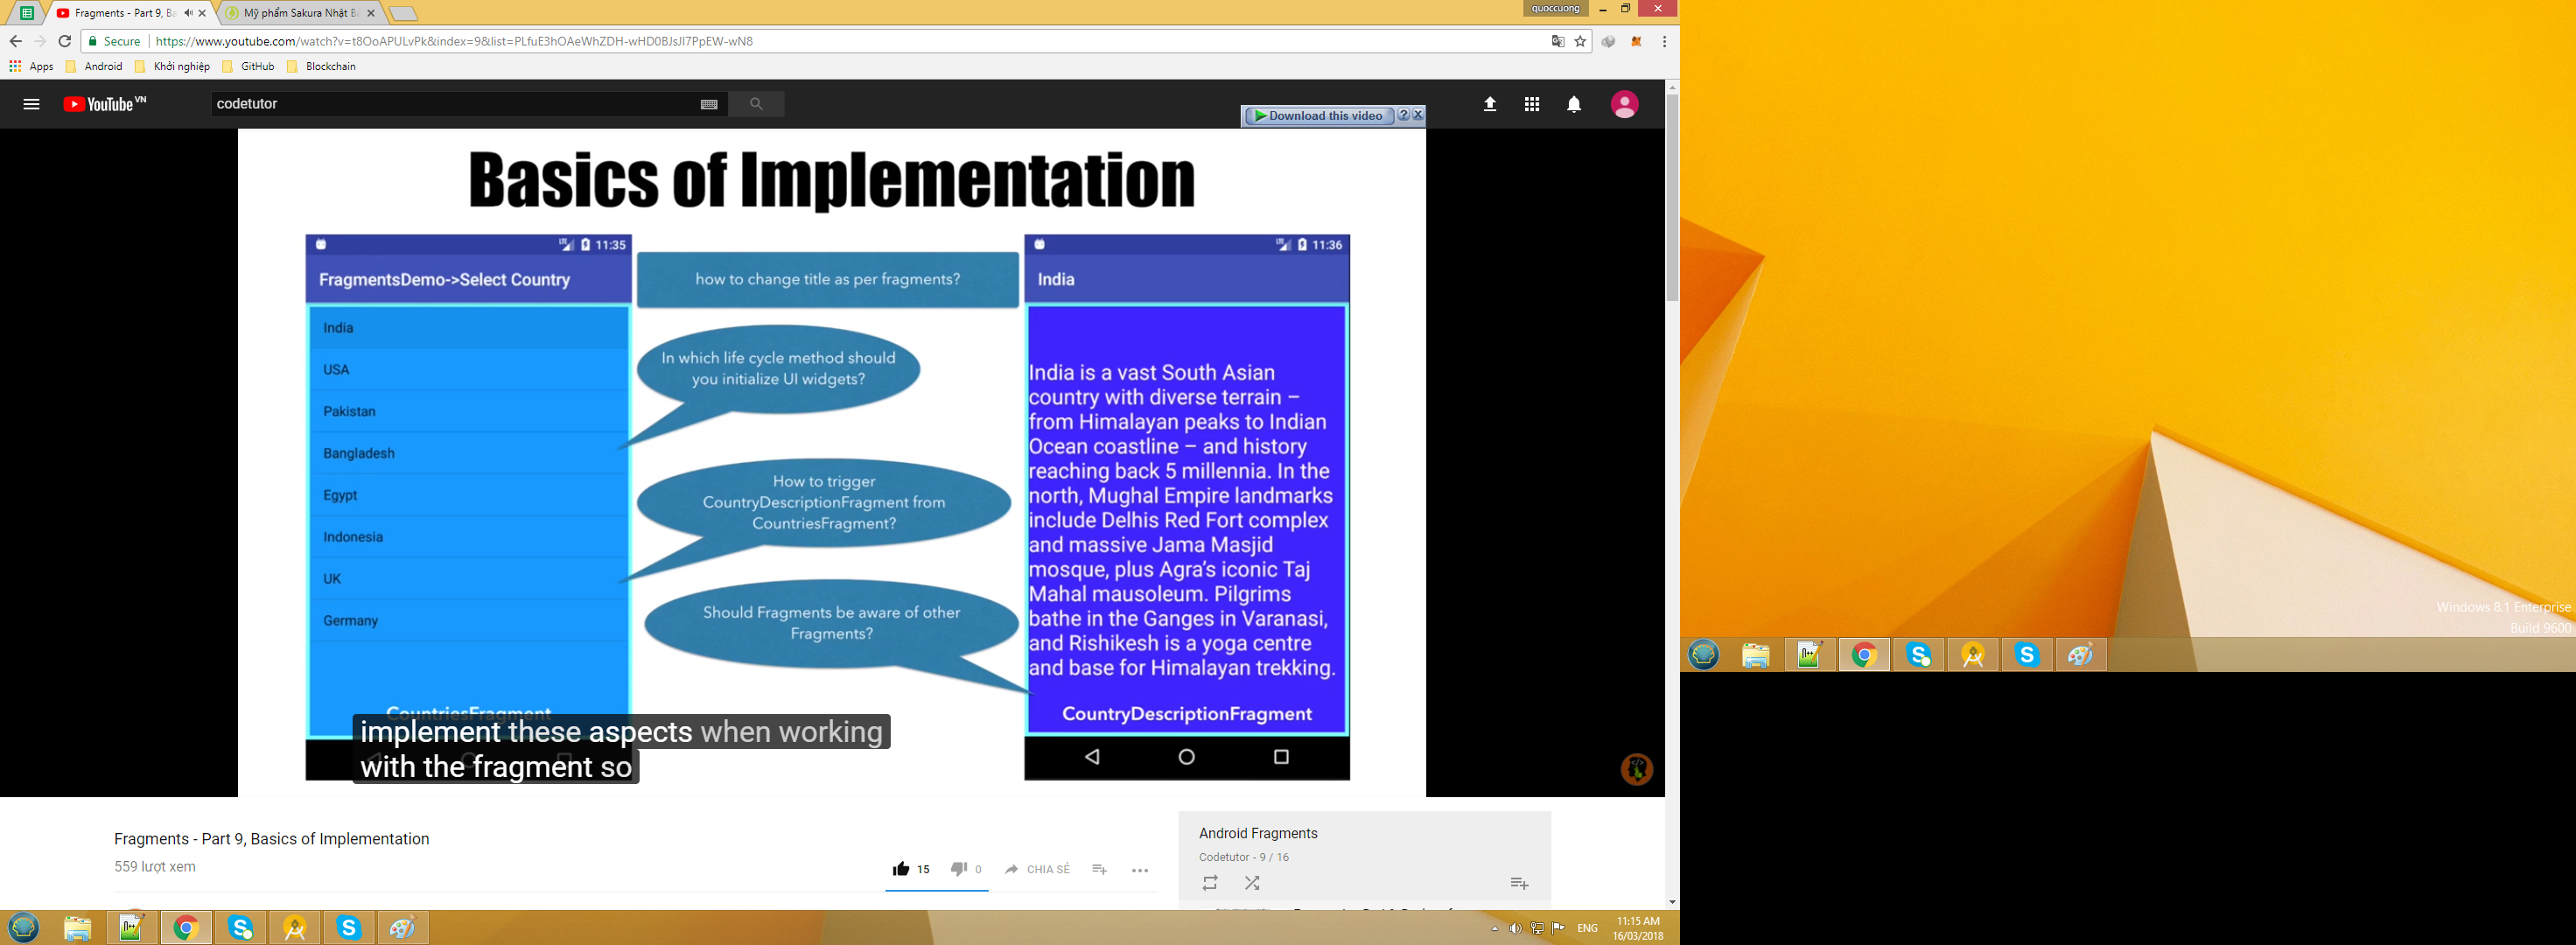 Fragments - Part 9, Ba
Mỹ phẩm Sakura Nhật B
quoccuong
Secure
https://www.youtube.com/watch?v=t8OoAPULvPk&index=9&list=PLfuE3hOAeWhZDH-wHD0BJsJI7PpEW-wN8
Apps
Android
Khởi nghiệp
GitHub
Blockchain
YouTube VN
codetutor
Download this video
Basics of Implementation
11:35
FragmentsDemo->Select Country
India
USA
Pakistan
Bangladesh
Egypt
Indonesia
UK
Germany
CountriesFragment
how to change title as per fragments?
In which life cycle method should
you initialize UI widgets?
How to trigger
CountryDescriptionFragment from
CountriesFragment?
Should Fragments be aware of other
Fragments?
11:36
India
India is a vast South Asian
country with diverse terrain –
from Himalayan peaks to Indian
Ocean coastline – and history
reaching back 5 millennia. In the
north, Mughal Empire landmarks
include Delhis Red Fort complex
and massive Jama Masjid
mosque, plus Agra's iconic Taj
Mahal mausoleum. Pilgrims
bathe in the Ganges in Varanasi,
and Rishikesh is a yoga centre
and base for Himalayan trekking.
CountryDescriptionFragment
implement these aspects when working
with the fragment so
Fragments - Part 9, Basics of Implementation
559 lượt xem
15
0
CHIA SẺ
Android Fragments
Codetutor - 9 / 16
ENG
11:15 AM
16/03/2018
Windows 8.1 Enterprise
Build 9600